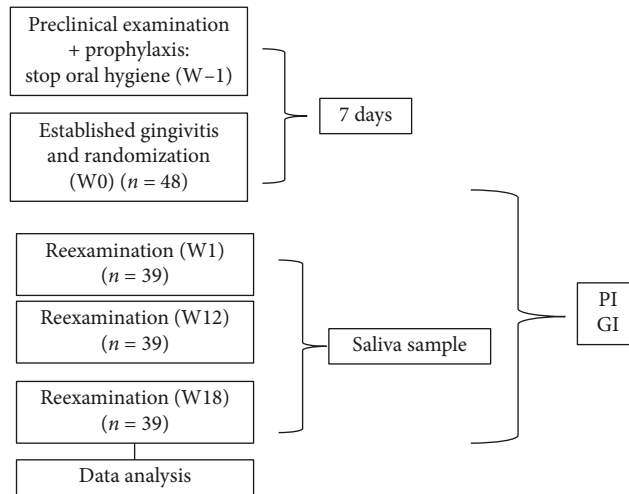 Preclinical examination
+ prophylaxis:
stop oral hygiene (W–1)
7 days
Established gingivitis
and randomization
(W0) (n = 48)
Reexamination (W1)
(n = 39)
Reexamination (W12)
(n = 39)
Reexamination (W18)
(n = 39)
Saliva sample
PI
GI
Data analysis